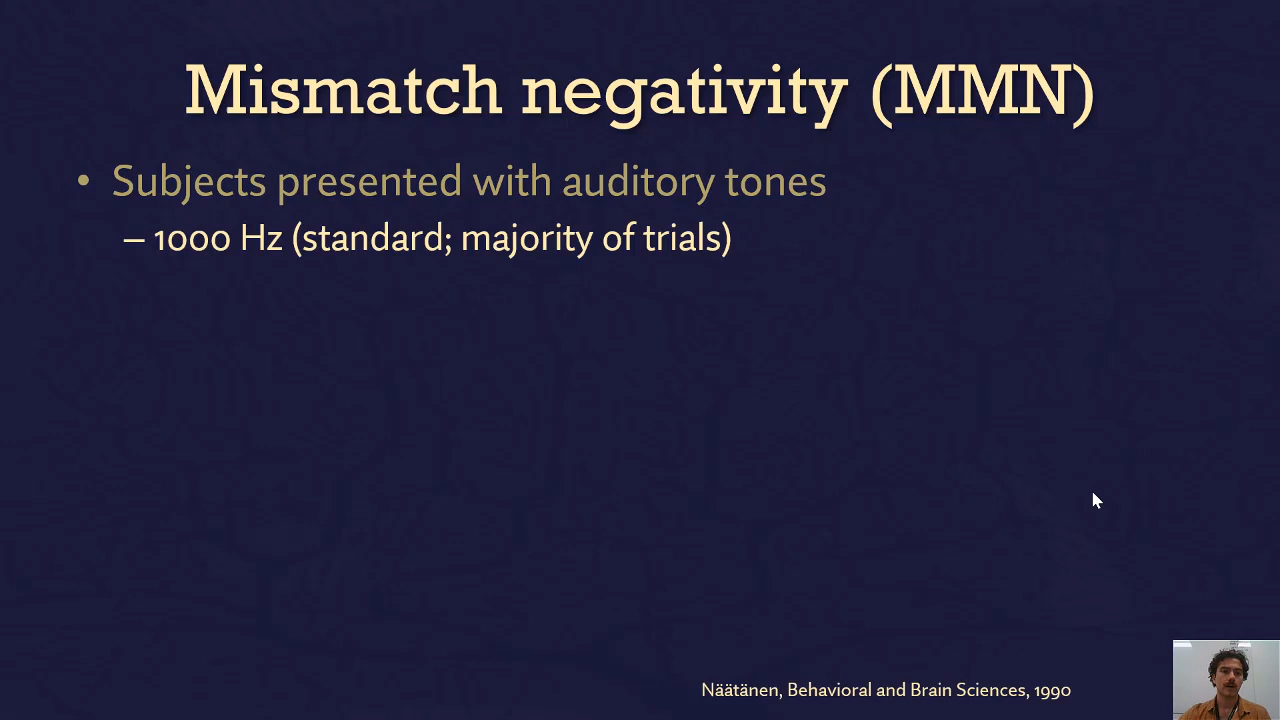 Mismatch negativity (MMN)
• Subjects presented with auditory tones
– 1000 Hz (standard; majority of trials)
Näätänen, Behavioral and Brain Sciences, 1990